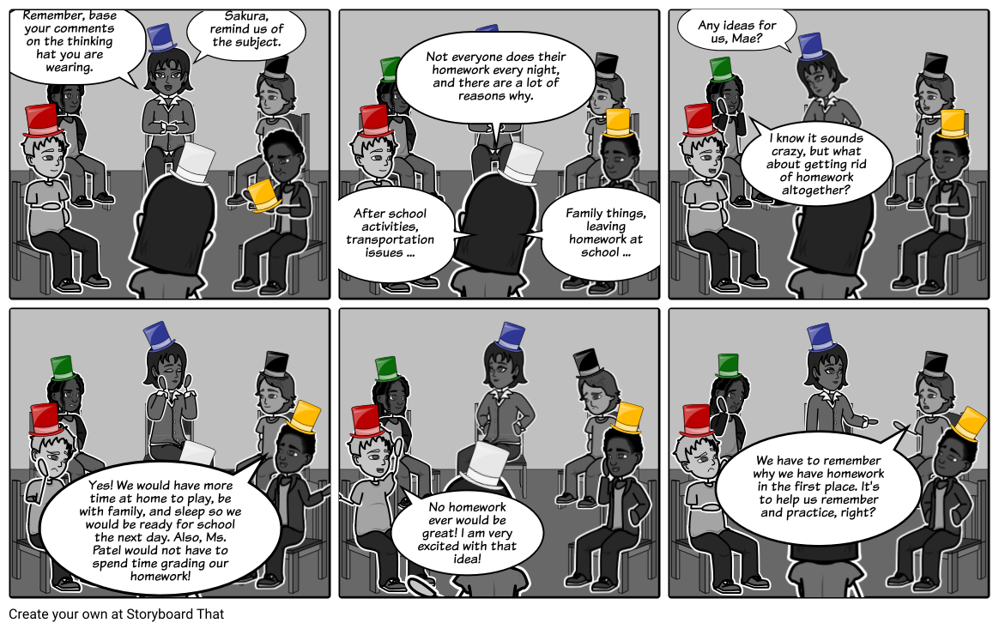 Remember, base
your comments
on the thinking
hat you are
wearing.
Sakura,
remind us of
the subject.
Not everyone does their
homework every night,
and there are a lot of
reasons why.
After school
activities,
transportation
issues ...
Family things,
leaving
homework at
school ...
Any ideas for
us, Mae?
I know it sounds
crazy, but what
about getting rid
of homework
altogether?
Yes! We would have more
time at home to play, be
with family, and sleep so we
would be ready for school
the next day. Also, Ms.
Patel would not have to
spend time grading our
homework!
No homework
ever would be
great! I am very
excited with that
idea!
We have to remember
why we have homework
in the first place. It's
to help us remember
and practice, right?
Create your own at Storyboard That